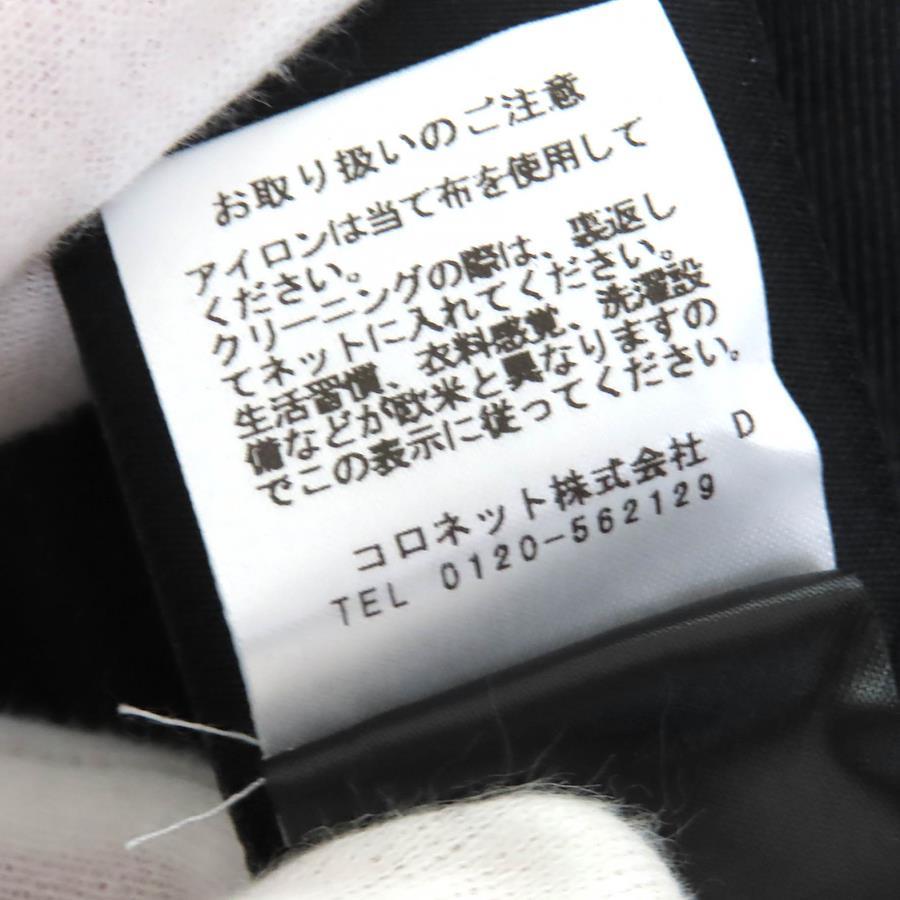 お取り扱いのご注意
アイロンは当て布を使用して
ください。
クリーニングの際は、裏返し
てネットに入れてください。
生活習慣、衣料感覚、洗濯設
備などが欧米と異なりますの
でこの表示に従ってください。
コロネット株式会社 D
TEL 0120-562129